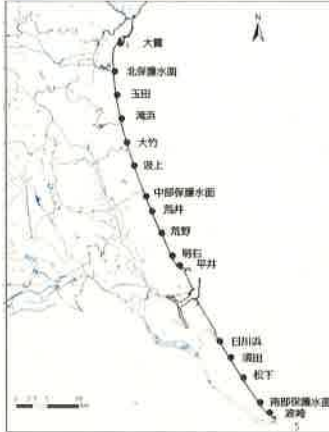 N
大貫
北保護水面
玉田
滝浜
大竹
汲上
中部保護水面
荒井
荒野
明石
平井
日川浜
須田
松下
南部保護水面
波崎